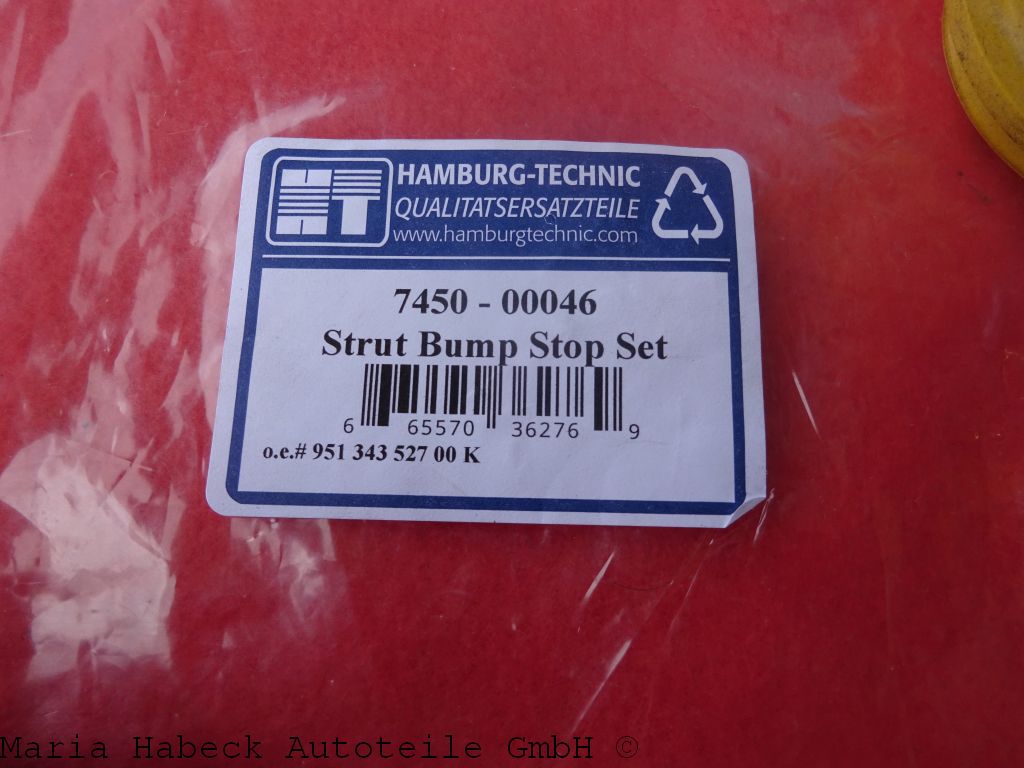 HT
HAMBURG-TECHNIC
QUALITATSERSATZTEILE
www.hamburgtechnic.com
7450 - 00046
Strut Bump Stop Set
6 65570 36276 9
o.e.# 951 343 527 00 K
Maria Habeck Autoteile GmbH ©